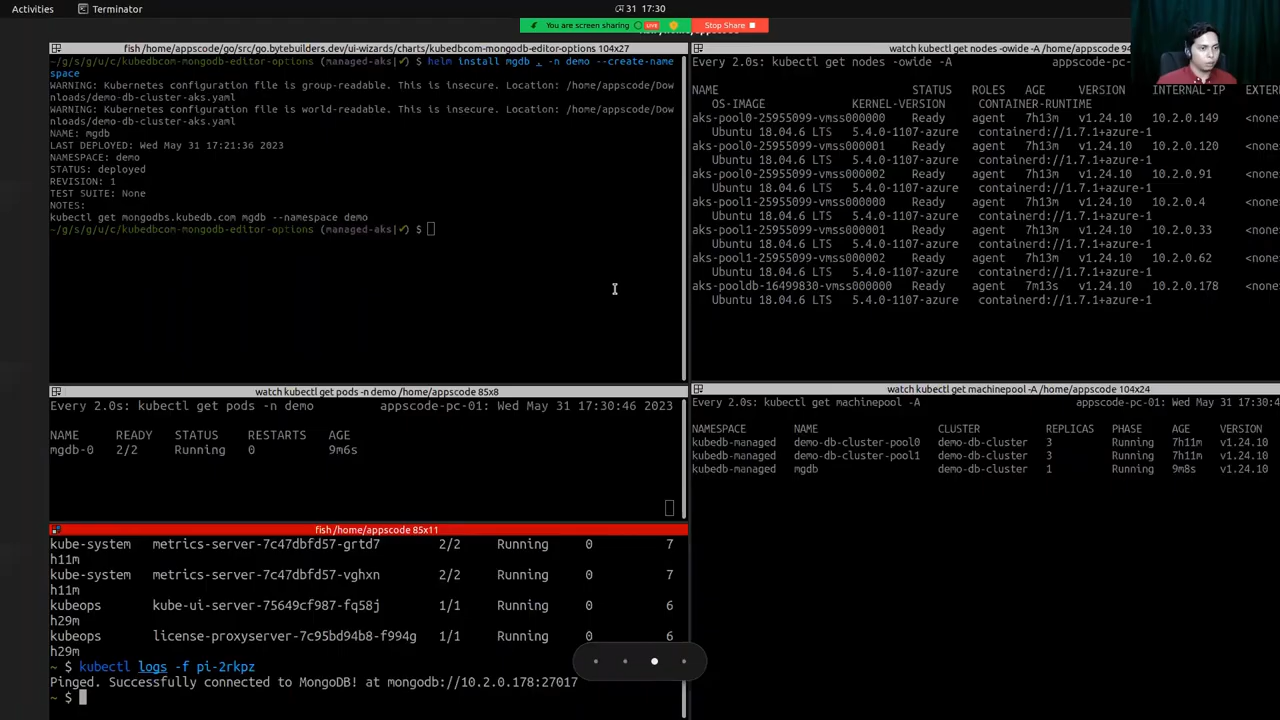 Activities
Terminator
31 17:30
You are screen sharing
LIVE
Stop Share
fish /home/appscode/go/src/go.bytebuilders.dev/ui-wizards/charts/kubedbcom-mongodb-editor-options 104x27
~/g/s/g/u/c/kubedbcom-mongodb-editor-options (managed-aks|✔) $ helm install mgdb . -n demo --create-name
space
WARNING: Kubernetes configuration file is group-readable. This is insecure. Location: /home/appscode/Dow
nloads/demo-db-cluster-aks.yaml
WARNING: Kubernetes configuration file is world-readable. This is insecure. Location: /home/appscode/Dow
nloads/demo-db-cluster-aks.yaml
NAME: mgdb
LAST DEPLOYED: Wed May 31 17:21:36 2023
NAMESPACE: demo
STATUS: deployed
REVISION: 1
TEST SUITE: None
NOTES:
kubectl get mongodbs.kubedb.com mgdb --namespace demo
~/g/s/g/u/c/kubedbcom-mongodb-editor-options (managed-aks|✔) $
watch kubectl get nodes -owide -A /home/appscode 94
Every 2.0s: kubectl get nodes -owide -A appscode-pc-
NAME STATUS ROLES AGE VERSION INTERNAL-IP EXTER
OS-IMAGE KERNEL-VERSION CONTAINER-RUNTIME
aks-pool0-25955099-vmss000000 Ready agent 7h13m v1.24.10 10.2.0.149 <none
Ubuntu 18.04.6 LTS 5.4.0-1107-azure containerd://1.7.1+azure-1
aks-pool0-25955099-vmss000001 Ready agent 7h13m v1.24.10 10.2.0.120 <none
Ubuntu 18.04.6 LTS 5.4.0-1107-azure containerd://1.7.1+azure-1
aks-pool0-25955099-vmss000002 Ready agent 7h13m v1.24.10 10.2.0.91 <none
Ubuntu 18.04.6 LTS 5.4.0-1107-azure containerd://1.7.1+azure-1
aks-pool1-25955099-vmss000000 Ready agent 7h13m v1.24.10 10.2.0.4 <none
Ubuntu 18.04.6 LTS 5.4.0-1107-azure containerd://1.7.1+azure-1
aks-pool1-25955099-vmss000001 Ready agent 7h13m v1.24.10 10.2.0.33 <none
Ubuntu 18.04.6 LTS 5.4.0-1107-azure containerd://1.7.1+azure-1
aks-pool1-25955099-vmss000002 Ready agent 7h13m v1.24.10 10.2.0.62 <none
Ubuntu 18.04.6 LTS 5.4.0-1107-azure containerd://1.7.1+azure-1
aks-pooldb-16499830-vmss000000 Ready agent 7m13s v1.24.10 10.2.0.178 <none
Ubuntu 18.04.6 LTS 5.4.0-1107-azure containerd://1.7.1+azure-1
watch kubectl get pods -n demo /home/appscode 85x8
Every 2.0s: kubectl get pods -n demo appscode-pc-01: Wed May 31 17:30:46 2023
NAME READY STATUS RESTARTS AGE
mgdb-0 2/2 Running 0 9m6s
watch kubectl get machinepool -A /home/appscode 104x24
Every 2.0s: kubectl get machinepool -A appscode-pc-01: Wed May 31 17:30:4
NAMESPACE NAME CLUSTER REPLICAS PHASE AGE VERSION
kubedb-managed demo-db-cluster-pool0 demo-db-cluster 3 Running 7h11m v1.24.10
kubedb-managed demo-db-cluster-pool1 demo-db-cluster 3 Running 7h11m v1.24.10
kubedb-managed mgdb demo-db-cluster 1 Running 9m8s v1.24.10
fish /home/appscode 85x11
kube-system metrics-server-7c47dbfd57-grtd7 2/2 Running 0 7
h11m
kube-system metrics-server-7c47dbfd57-vghxn 2/2 Running 0 7
h11m
kubeops kube-ui-server-75649cf987-fq58j 1/1 Running 0 6
h29m
kubeops license-proxyserver-7c95bd94b8-f994g 1/1 Running 0 6
h29m
~ $ kubectl logs -f pi-2rkpz
Pinged. Successfully connected to MongoDB! at mongodb://10.2.0.178:27017
~ $